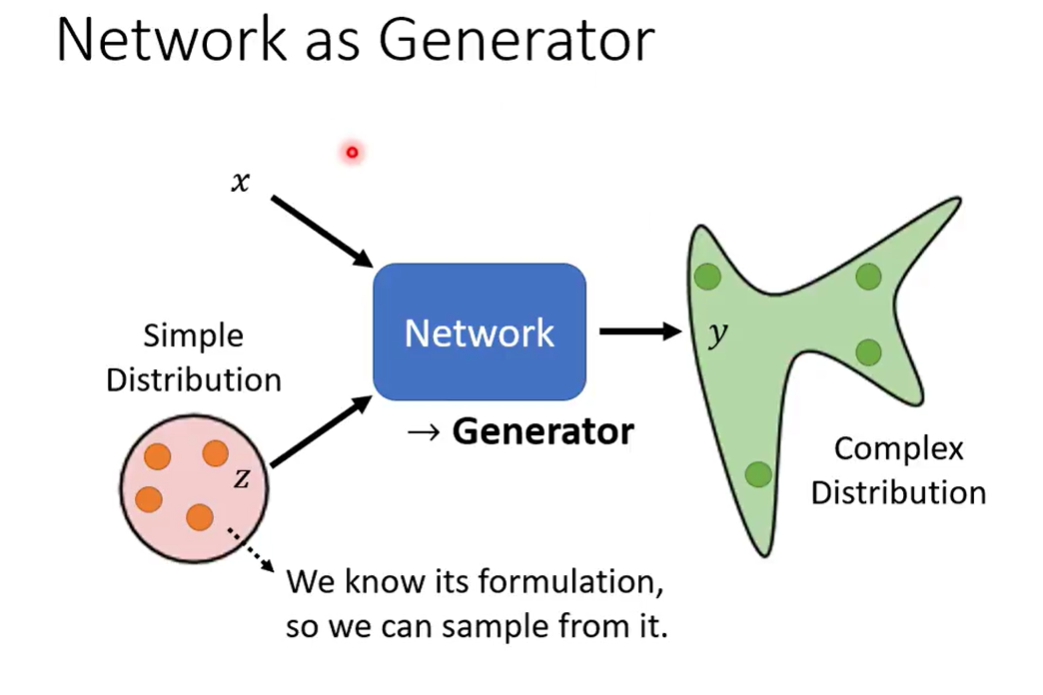 Network as Generator
x
Simple
Distribution
z
Network
→ Generator
y
Complex
Distribution
We know its formulation,
so we can sample from it.